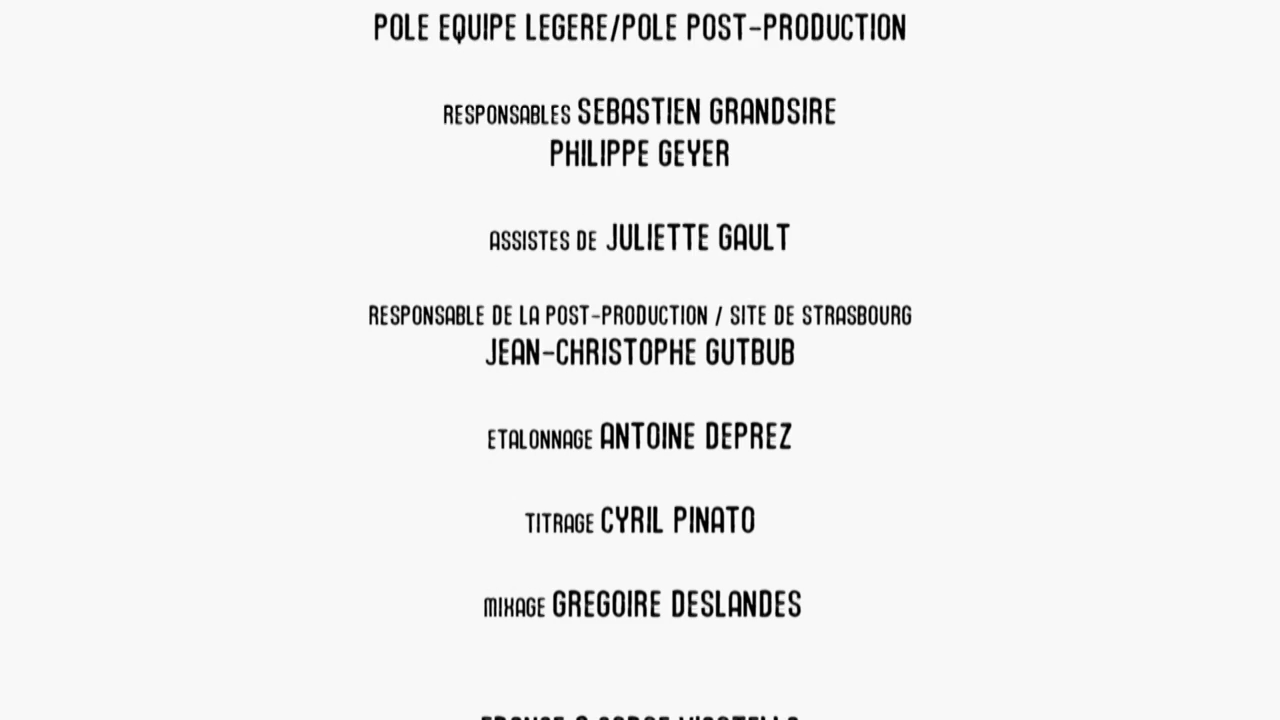 POLE EQUIPE LEGERE/POLE POST-PRODUCTION
RESPONSABLES SEBASTIEN GRANDSIRE
PHILIPPE GEYER
ASSISTES DE JULIETTE GAULT
RESPONSABLE DE LA POST-PRODUCTION / SITE DE STRASBOURG
JEAN-CHRISTOPHE GUTBUB
ETALONNAGE ANTOINE DEPREZ
TITRAGE CYRIL PINATO
MIXAGE GREGOIRE DESLANDES